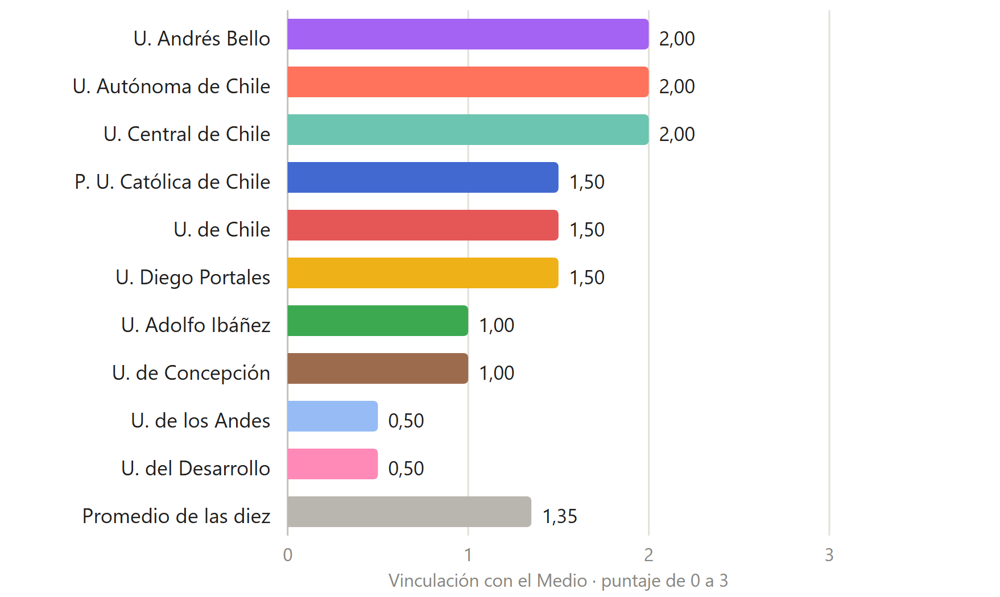 U. Andrés Bello 2,00
U. Autónoma de Chile 2,00
U. Central de Chile 2,00
P. U. Católica de Chile 1,50
U. de Chile 1,50
U. Diego Portales 1,50
U. Adolfo Ibáñez 1,00
U. de Concepción 1,00
U. de los Andes 0,50
U. del Desarrollo 0,50
Promedio de las diez 1,35
0 1 2 3
Vinculación con el Medio · puntaje de 0 a 3